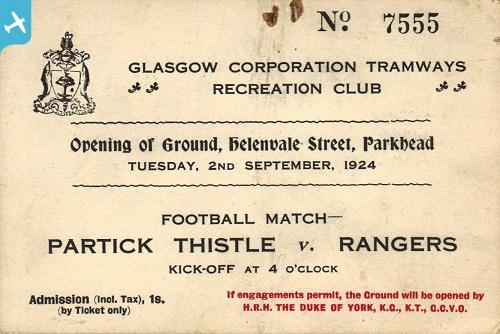 No. 7555
GLASGOW CORPORATION TRAMWAYS
RECREATION CLUB
Opening of Ground, Helenvale Street, Parkhead
TUESDAY, 2ND SEPTEMBER, 1924
FOOTBALL MATCH—
PARTICK THISTLE v. RANGERS
KICK-OFF AT 4 O'CLOCK
Admission (incl. Tax), 1s.
(by Ticket only)
If engagements permit, the Ground will be opened by
H.R.H. THE DUKE OF YORK, K.G., K.T., G.C.V.O.